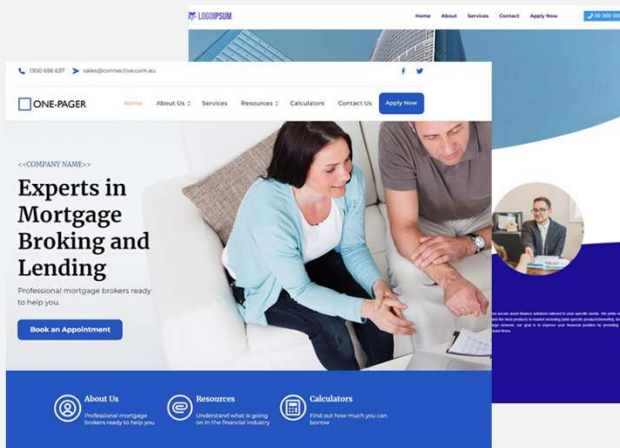 LOGOIPSUM
Home About Services Contact Apply Now
1300 656 637 sales@connective.com.au
ONE-PAGER
Home About Us Services Resources Calculators Contact Us Apply Now
<<COMPANY NAME>>
Experts in
Mortgage
Broking and
Lending
Professional mortgage brokers ready
to help you.
Book an Appointment
About Us
Professional mortgage
brokers ready to help you
Resources
Understand what is going
on in the financial industry
Calculators
Find out how much you can
borrow